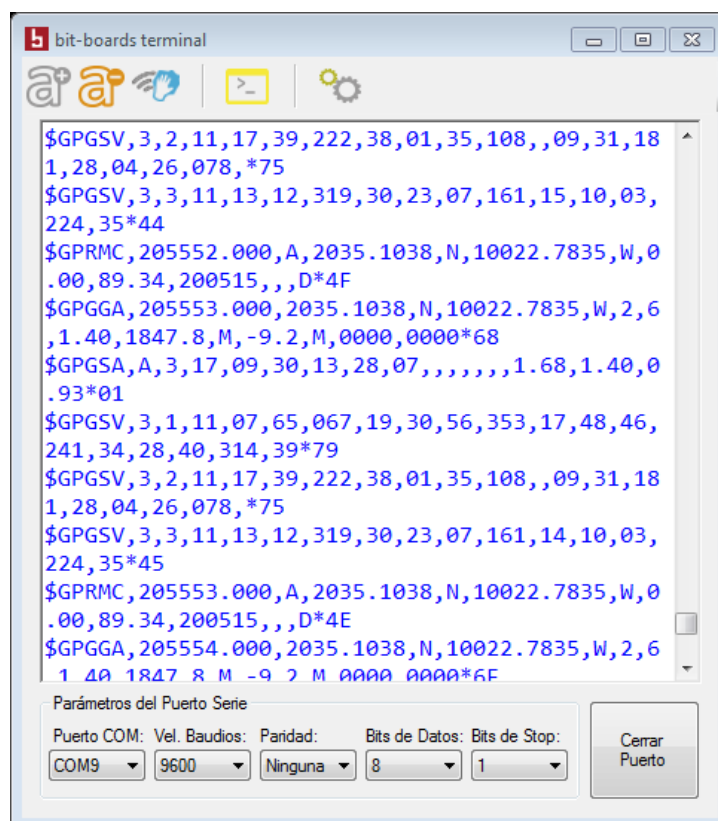 bit-boards terminal
$GPGSV,3,2,11,17,39,222,38,01,35,108,,09,31,18
1,28,04,26,078,*75
$GPGSV,3,3,11,13,12,319,30,23,07,161,15,10,03,
224,35*44
$GPRMC,205552.000,A,2035.1038,N,10022.7835,W,0
.00,89.34,200515,,,D*4F
$GPGGA,205553.000,2035.1038,N,10022.7835,W,2,6
,1.40,1847.8,M,-9.2,M,0000,0000*68
$GPGSA,A,3,17,09,30,13,28,07,,,,,,,1.68,1.40,0
.93*01
$GPGSV,3,1,11,07,65,067,19,30,56,353,17,48,46,
241,34,28,40,314,39*79
$GPGSV,3,2,11,17,39,222,38,01,35,108,,09,31,18
1,28,04,26,078,*75
$GPGSV,3,3,11,13,12,319,30,23,07,161,14,10,03,
224,35*45
$GPRMC,205553.000,A,2035.1038,N,10022.7835,W,0
.00,89.34,200515,,,D*4E
$GPGGA,205554.000,2035.1038,N,10022.7835,W,2,6
,1.40,1847.8,M,-9.2,M,0000,0000*6F
Parámetros del Puerto Serie
Puerto COM: Vel. Baudios: Paridad: Bits de Datos: Bits de Stop:
COM9 9600 Ninguna 8 1
Cerrar
Puerto